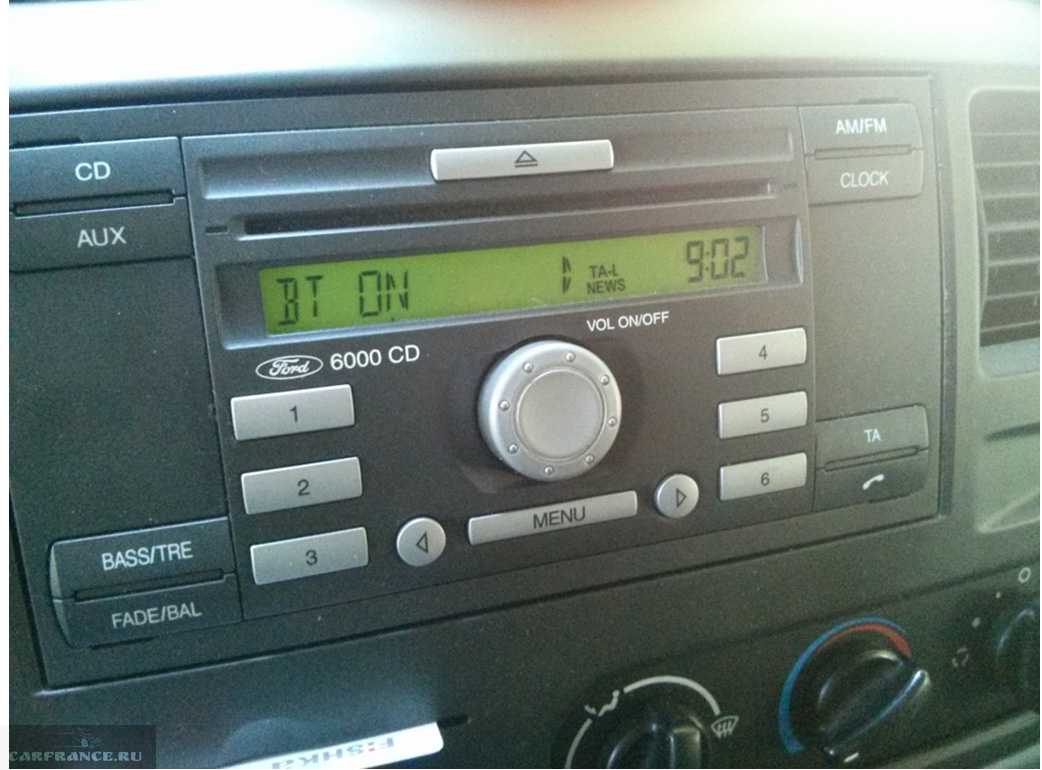 CD
AUX
AM/FM
CLOCK
BT ON
TA-L
NEWS
9:02
VOL ON/OFF
Ford 6000 CD
1
2
3
4
5
6
MENU
TA
BASS/TRE
FADE/BAL
FISHKA
CARFRANCE.RU